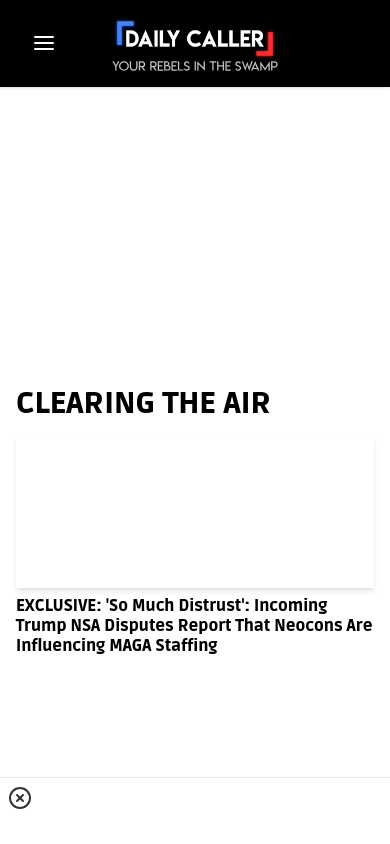 DAILY CALLER
YOUR REBELS IN THE SWAMP
CLEARING THE AIR
EXCLUSIVE: 'So Much Distrust': Incoming
Trump NSA Disputes Report That Neocons Are
Influencing MAGA Staffing